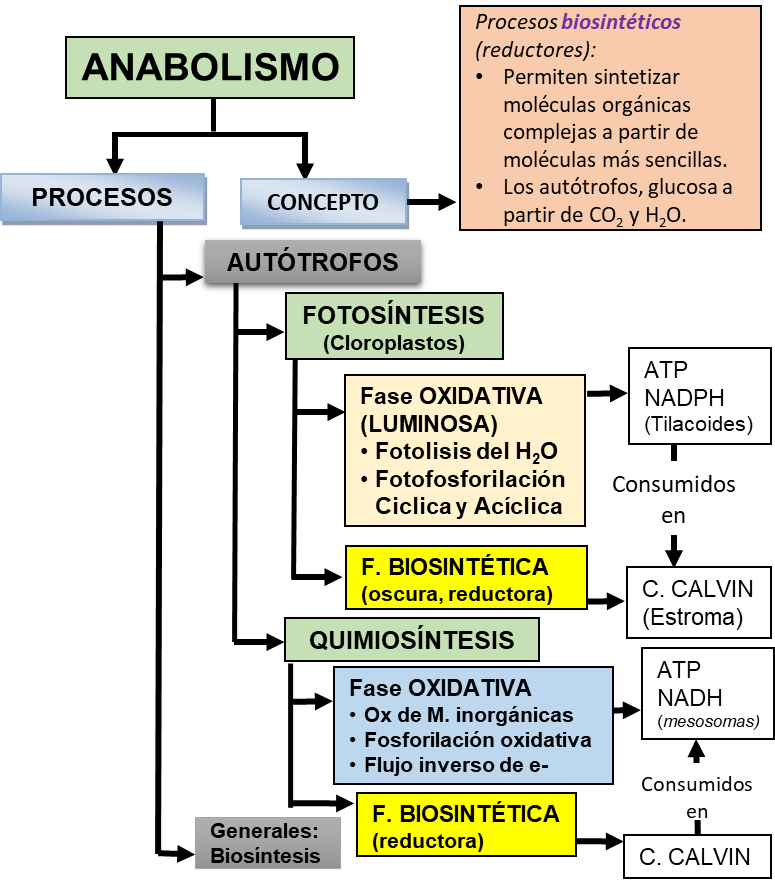 ANABOLISMO
Procesos biosintéticos
(reductores):
• Permiten sintetizar
moléculas orgánicas
complejas a partir de
moléculas más sencillas.
• Los autótrofos, glucosa a
partir de CO₂ y H₂O.
PROCESOS
CONCEPTO
AUTÓTROFOS
FOTOSÍNTESIS
(Cloroplastos)
Fase OXIDATIVA
(LUMINOSA)
• Fotolisis del H₂O
• Fotofosforilación
Ciclica y Acíclica
ATP
NADPH
(Tilacoides)
Consumidos
en
F. BIOSINTÉTICA
(oscura, reductora)
C. CALVIN
(Estroma)
QUIMIOSÍNTESIS
Fase OXIDATIVA
• Ox de M. inorgánicas
• Fosforilación oxidativa
• Flujo inverso de e-
ATP
NADH
(mesosomas)
Consumidos
en
F. BIOSINTÉTICA
(reductora)
C. CALVIN
Generales:
Biosíntesis